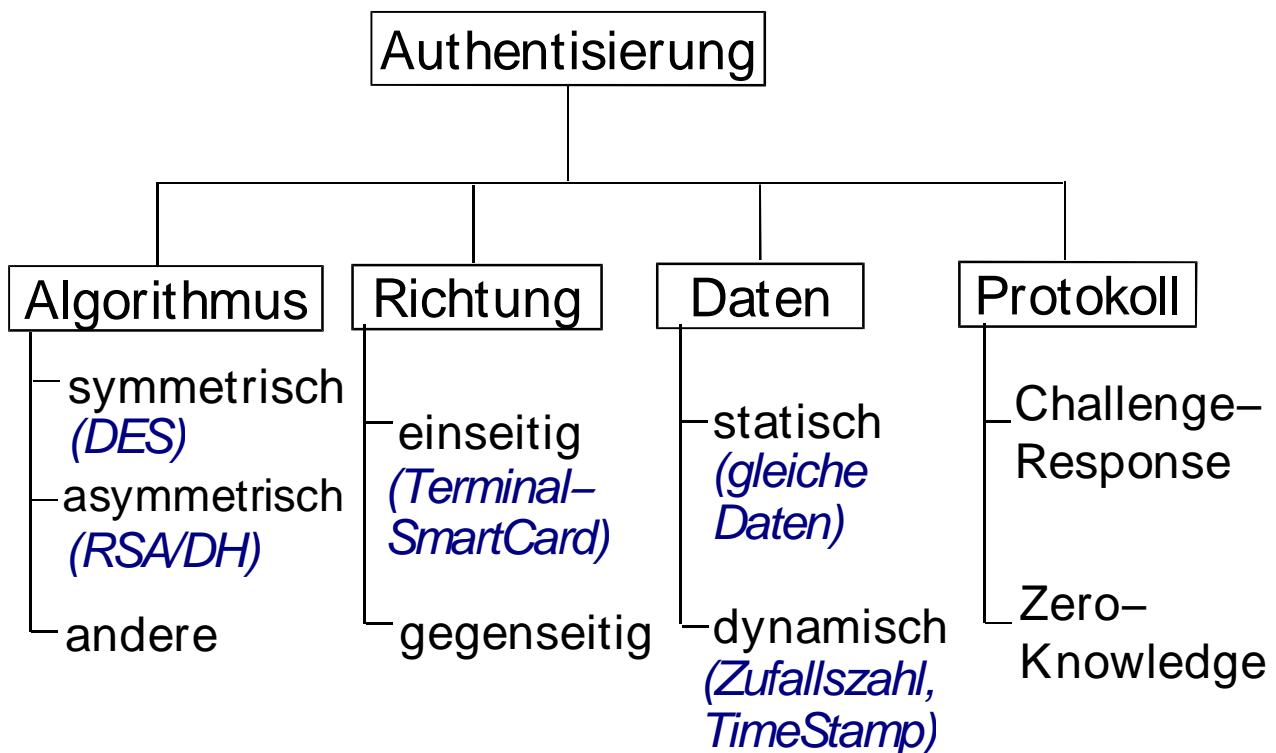 Authentisierung
Algorithmus
symmetrisch
(DES)
asymmetrisch
(RSA/DH)
andere
Richtung
einseitig
(Terminal–
SmartCard)
gegenseitig
Daten
statisch
(gleiche
Daten)
dynamisch
(Zufallszahl,
TimeStamp)
Protokoll
Challenge–
Response
Zero–
Knowledge